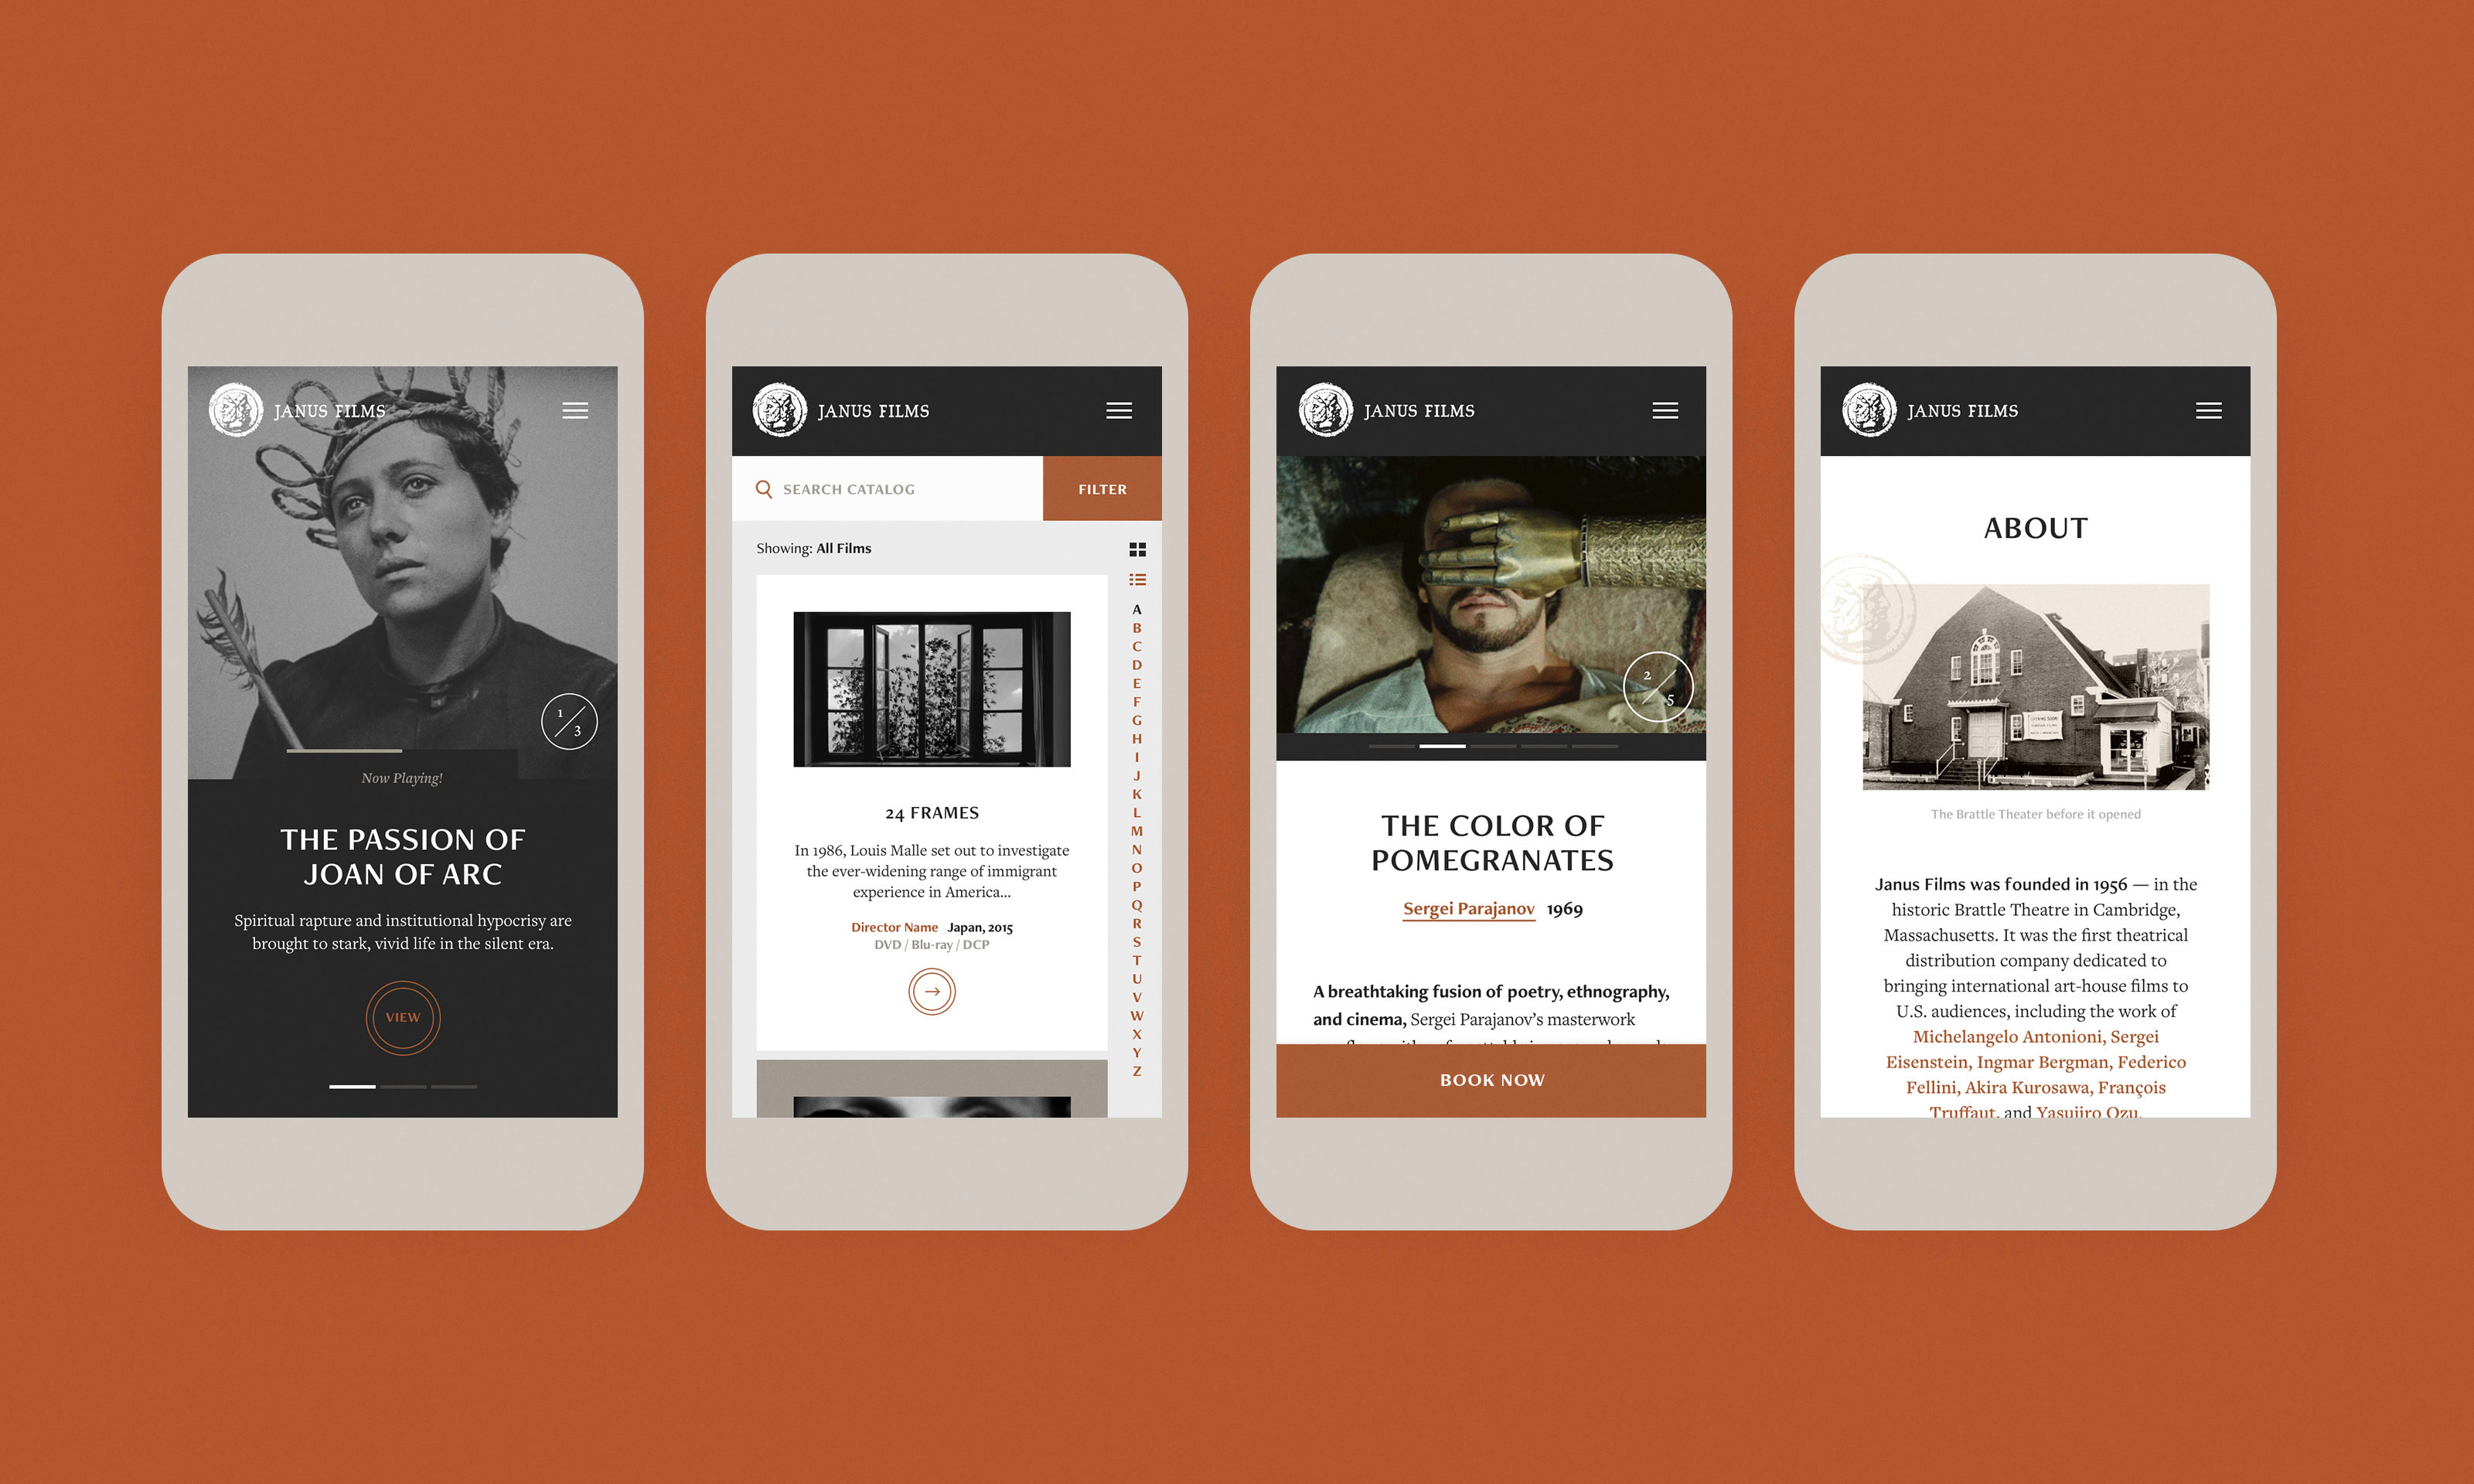 JANUS FILMS
1
3
Now Playing!
THE PASSION OF
JOAN OF ARC
Spiritual rapture and institutional hypocrisy are
brought to stark, vivid life in the silent era.
VIEW
JANUS FILMS
SEARCH CATALOG
FILTER
Showing: All Films
24 FRAMES
In 1986, Louis Malle set out to investigate
the ever-widening range of immigrant
experience in America...
Director Name Japan, 2015
DVD / Blu-ray / DCP
A
B
C
D
E
F
G
H
I
J
K
L
M
N
O
P
Q
R
S
T
U
V
W
X
Y
Z
JANUS FILMS
2
5
THE COLOR OF
POMEGRANATES
Sergei Parajanov 1969
A breathtaking fusion of poetry, ethnography,
and cinema, Sergei Parajanov’s masterwork
BOOK NOW
JANUS FILMS
ABOUT
The Brattle Theater before it opened
Janus Films was founded in 1956 — in the
historic Brattle Theatre in Cambridge,
Massachusetts. It was the first theatrical
distribution company dedicated to
bringing international art-house films to
U.S. audiences, including the work of
Michelangelo Antonioni, Sergei
Eisenstein, Ingmar Bergman, Federico
Fellini, Akira Kurosawa, François
Truffaut, and Yasujiro Ozu.